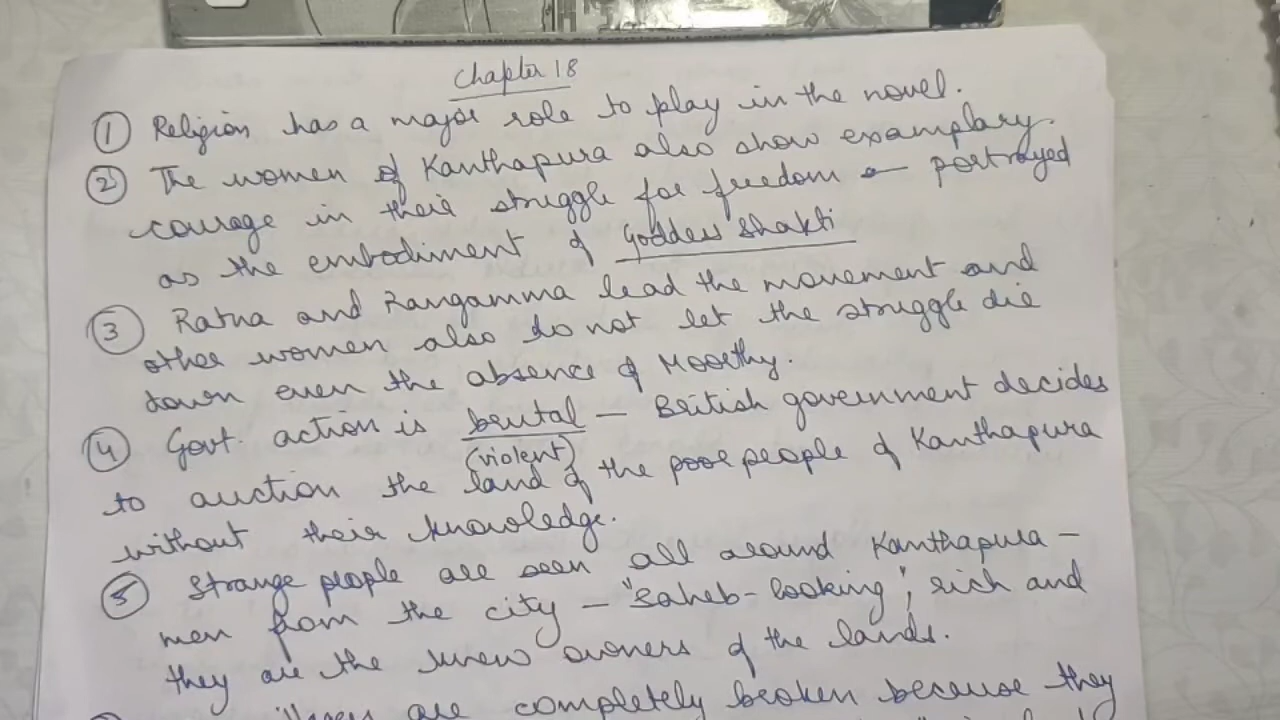 Chapter 18
① Religion has a major role to play in the novel.
② The women of Kanthapura also show examplary
courage in their struggle for freedom — portrayed
as the embodiment of Goddess Shakti
③ Ratna and Rangamma lead the movement and
other women also do not let the struggle die
down even the absence of Moorthy.
④ Govt. action is brutal — British government decides
(violent)
to auction the land of the poor people of Kanthapura
without their knowledge.
⑤ Strange people are seen all around Kanthapura —
men from the city — "Saheb-looking", rich and
they are the new owners of the lands.
are completely broken because they